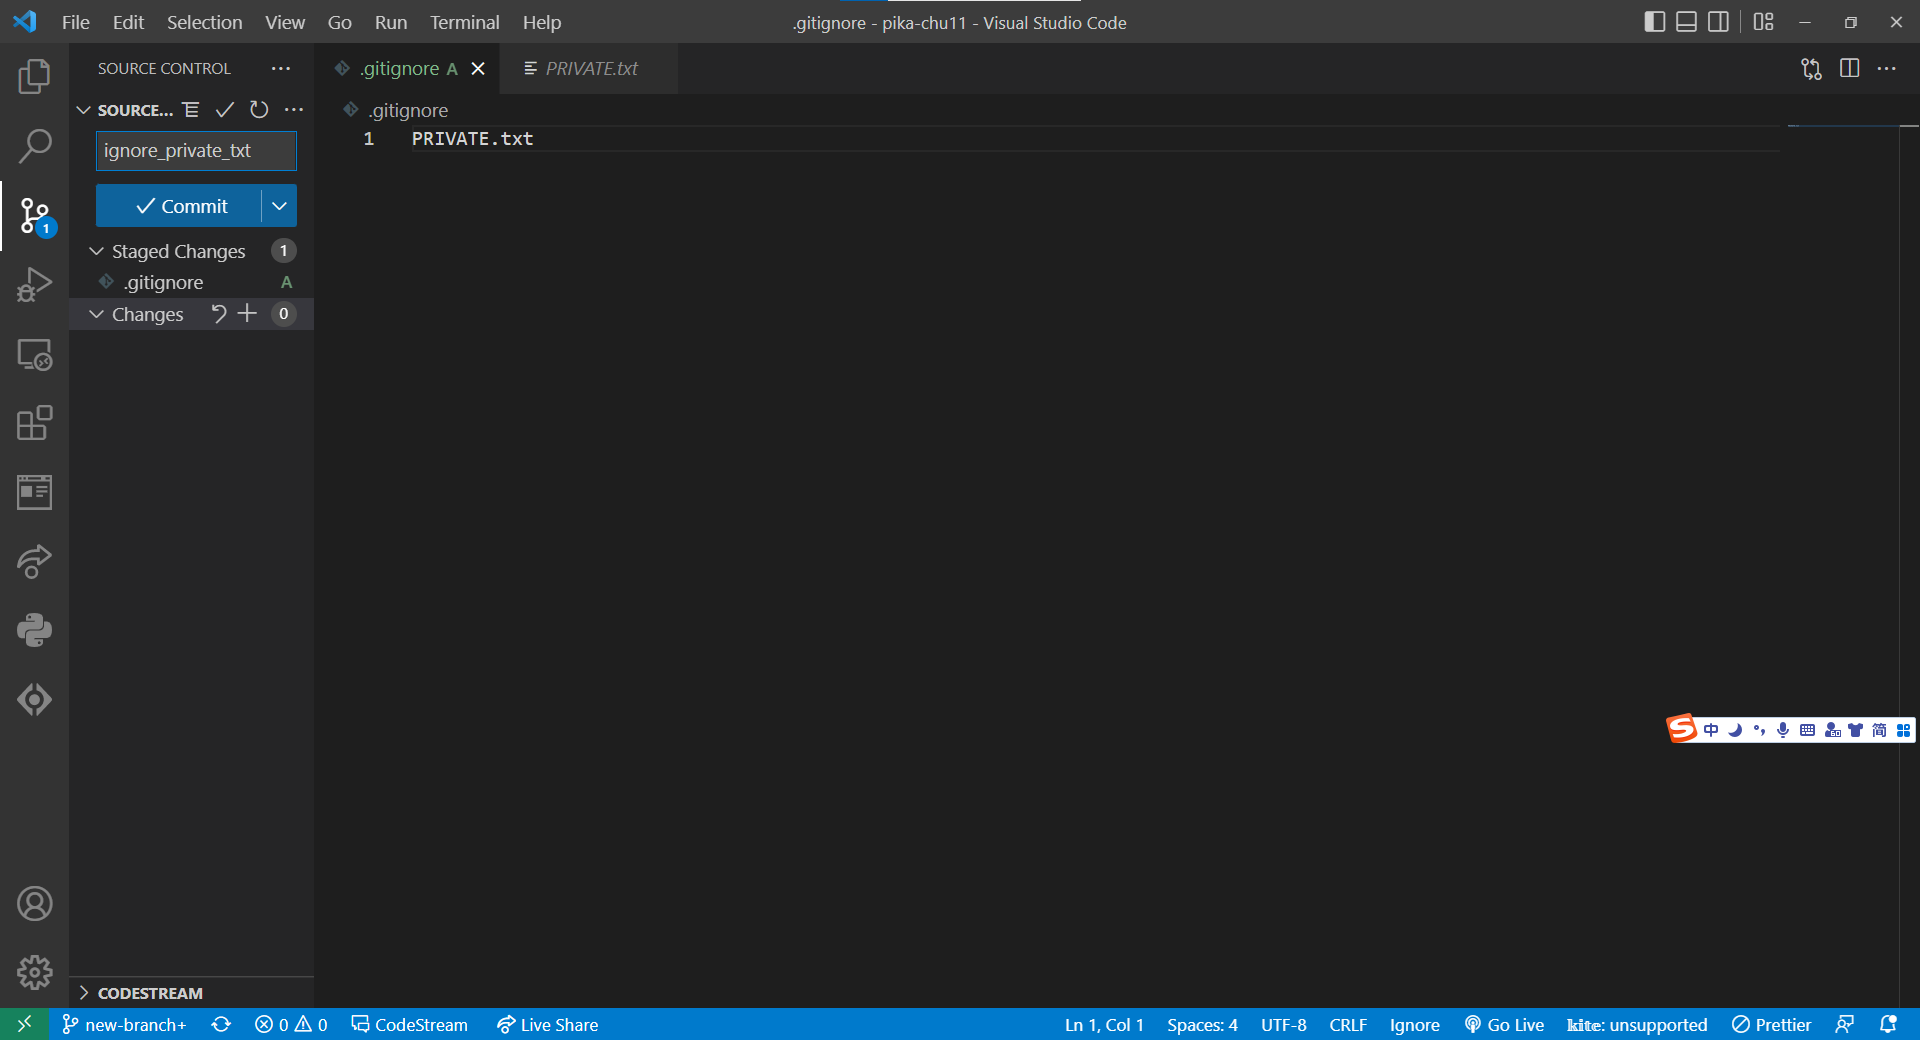 File Edit Selection View Go Run Terminal Help
.gitignore - pika-chu11 - Visual Studio Code
SOURCE CONTROL
.gitignore A
PRIVATE.txt
SOURCE...
.gitignore
1 PRIVATE.txt
ignore_private_txt
Commit
1
Staged Changes 1
.gitignore A
Changes 0
中 简
CODESTREAM
new-branch+ 0 0 CodeStream Live Share
Ln 1, Col 1 Spaces: 4 UTF-8 CRLF Ignore Go Live kite: unsupported Prettier